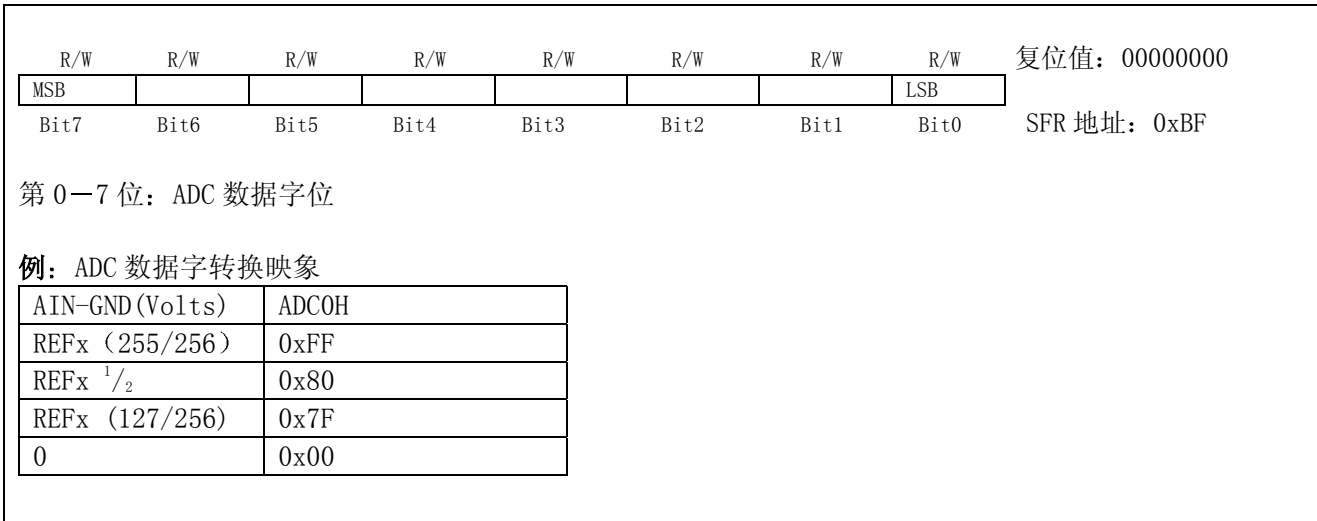 R/W R/W R/W R/W R/W R/W R/W R/W 复位值：00000000
MSB LSB
Bit7 Bit6 Bit5 Bit4 Bit3 Bit2 Bit1 Bit0 SFR 地址：0xBF
第 0－7 位：ADC 数据字位
例：ADC 数据字转换映象
AIN-GND(Volts) ADC0H
REFx（255/256） 0xFF
REFx 1/2 0x80
REFx (127/256) 0x7F
0 0x00